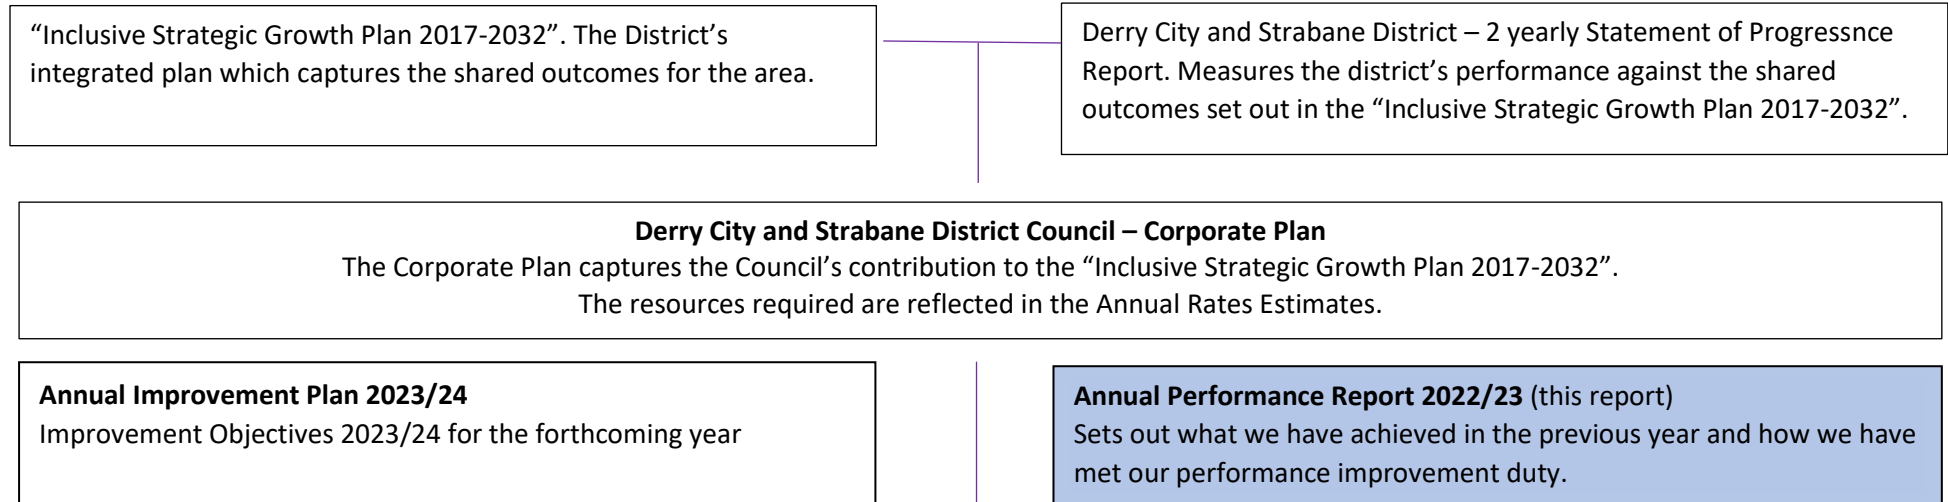 “Inclusive Strategic Growth Plan 2017-2032”. The District’s
integrated plan which captures the shared outcomes for the area.
Derry City and Strabane District – 2 yearly Statement of Progressnce
Report. Measures the district’s performance against the shared
outcomes set out in the “Inclusive Strategic Growth Plan 2017-2032”.
Derry City and Strabane District Council – Corporate Plan
The Corporate Plan captures the Council’s contribution to the “Inclusive Strategic Growth Plan 2017-2032”.
The resources required are reflected in the Annual Rates Estimates.
Annual Improvement Plan 2023/24
Improvement Objectives 2023/24 for the forthcoming year
Annual Performance Report 2022/23 (this report)
Sets out what we have achieved in the previous year and how we have
met our performance improvement duty.